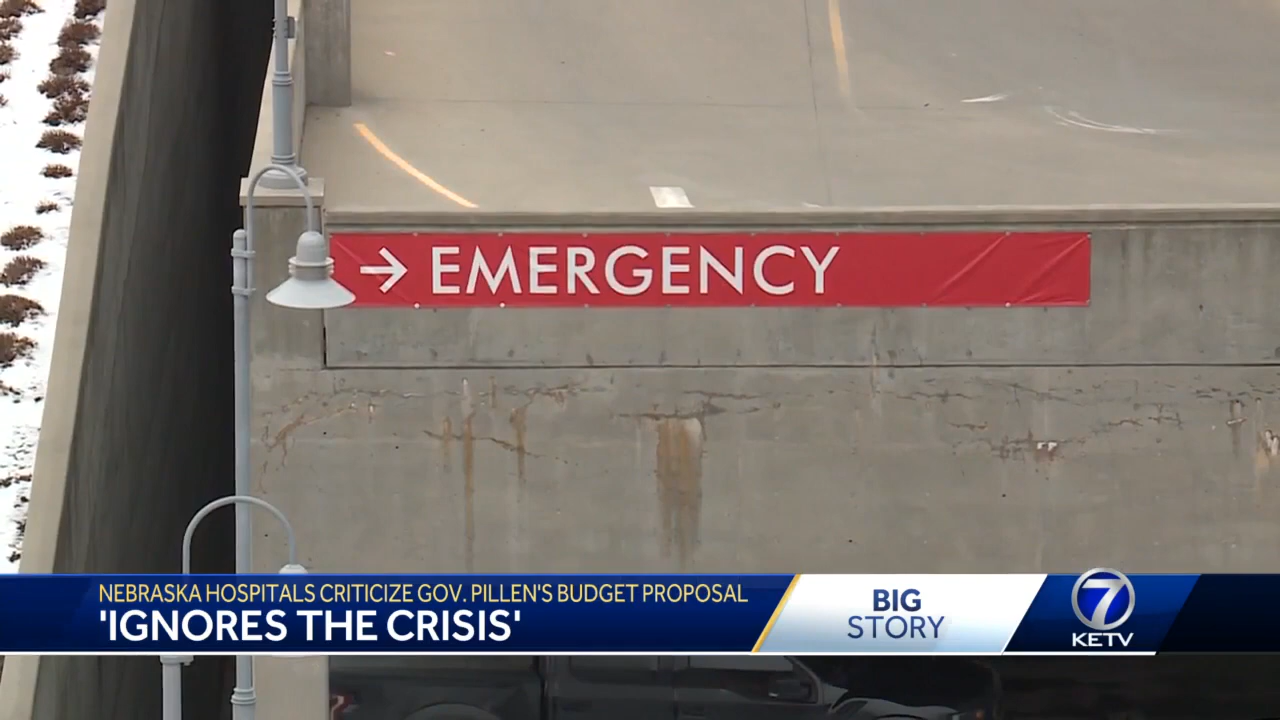 → EMERGENCY
NEBRASKA HOSPITALS CRITICIZE GOV. PILLEN'S BUDGET PROPOSAL
'IGNORES THE CRISIS'
BIG
STORY
7
KETV